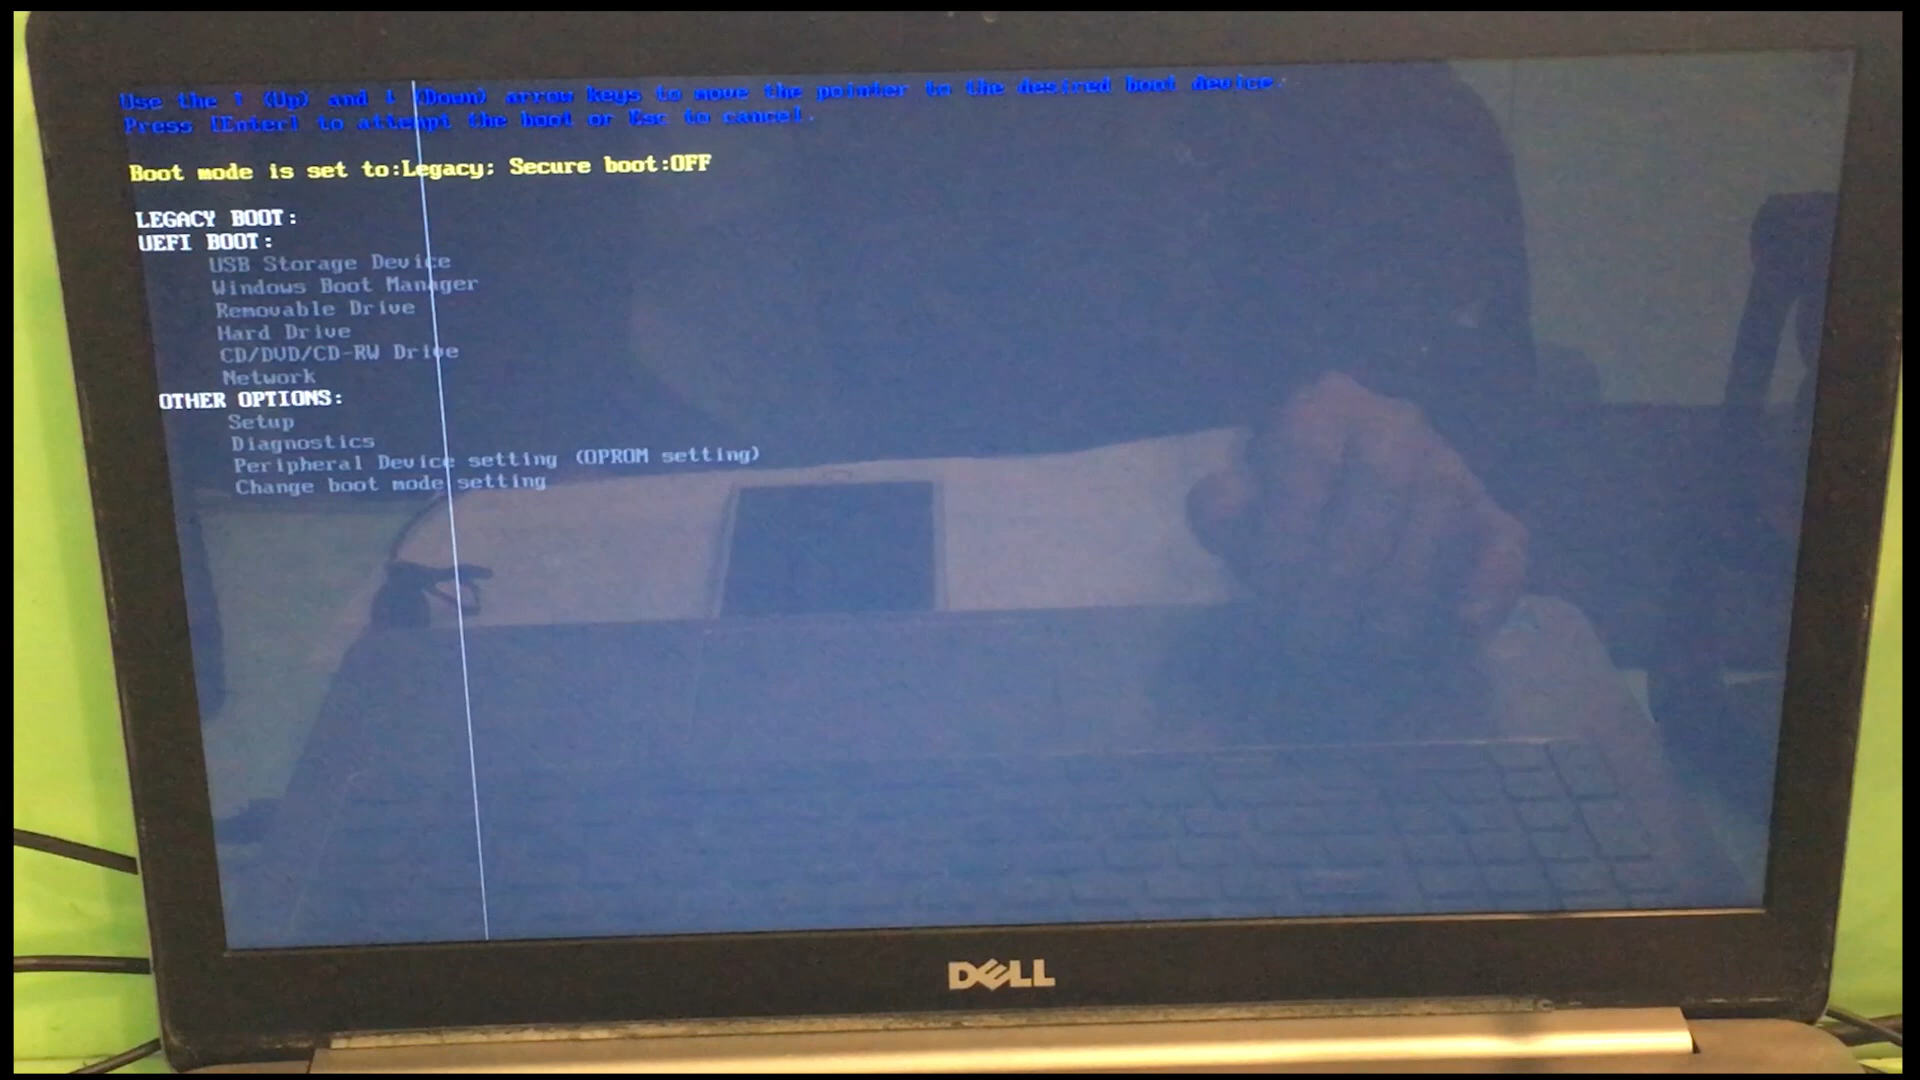 Use the ↑ (Up) and ↓ (Down) arrow keys to move the pointer to the desired boot device.
Press [Enter] to attempt the boot or Esc to cancel.
Boot mode is set to:Legacy; Secure boot:OFF
LEGACY BOOT:
UEFI BOOT:
USB Storage Device
Windows Boot Manager
Removable Drive
Hard Drive
CD/DVD/CD-RW Drive
Network
OTHER OPTIONS:
Setup
Diagnostics
Peripheral Device setting (OPROM setting)
Change boot mode setting
DELL